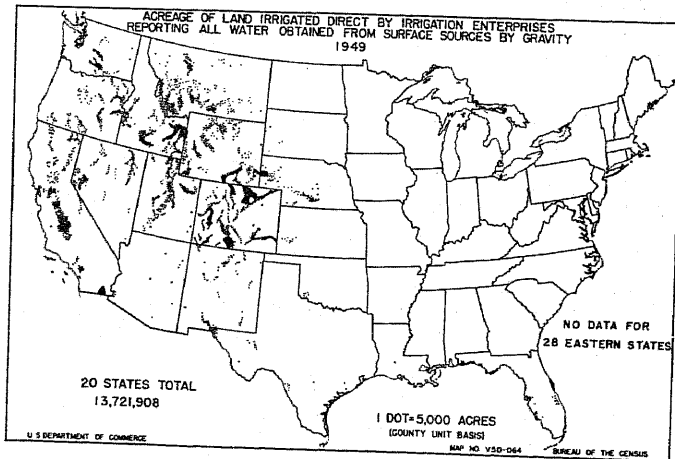 ACREAGE OF LAND IRRIGATED DIRECT BY IRRIGATION ENTERPRISES
REPORTING ALL WATER OBTAINED FROM SURFACE SOURCES BY GRAVITY
1949
NO DATA FOR
28 EASTERN STATES
20 STATES TOTAL
13,721,908
1 DOT=5,000 ACRES
(COUNTY UNIT BASIS)
U S DEPARTMENT OF COMMERCE
MAP NO. V50-064
BUREAU OF THE CENSUS